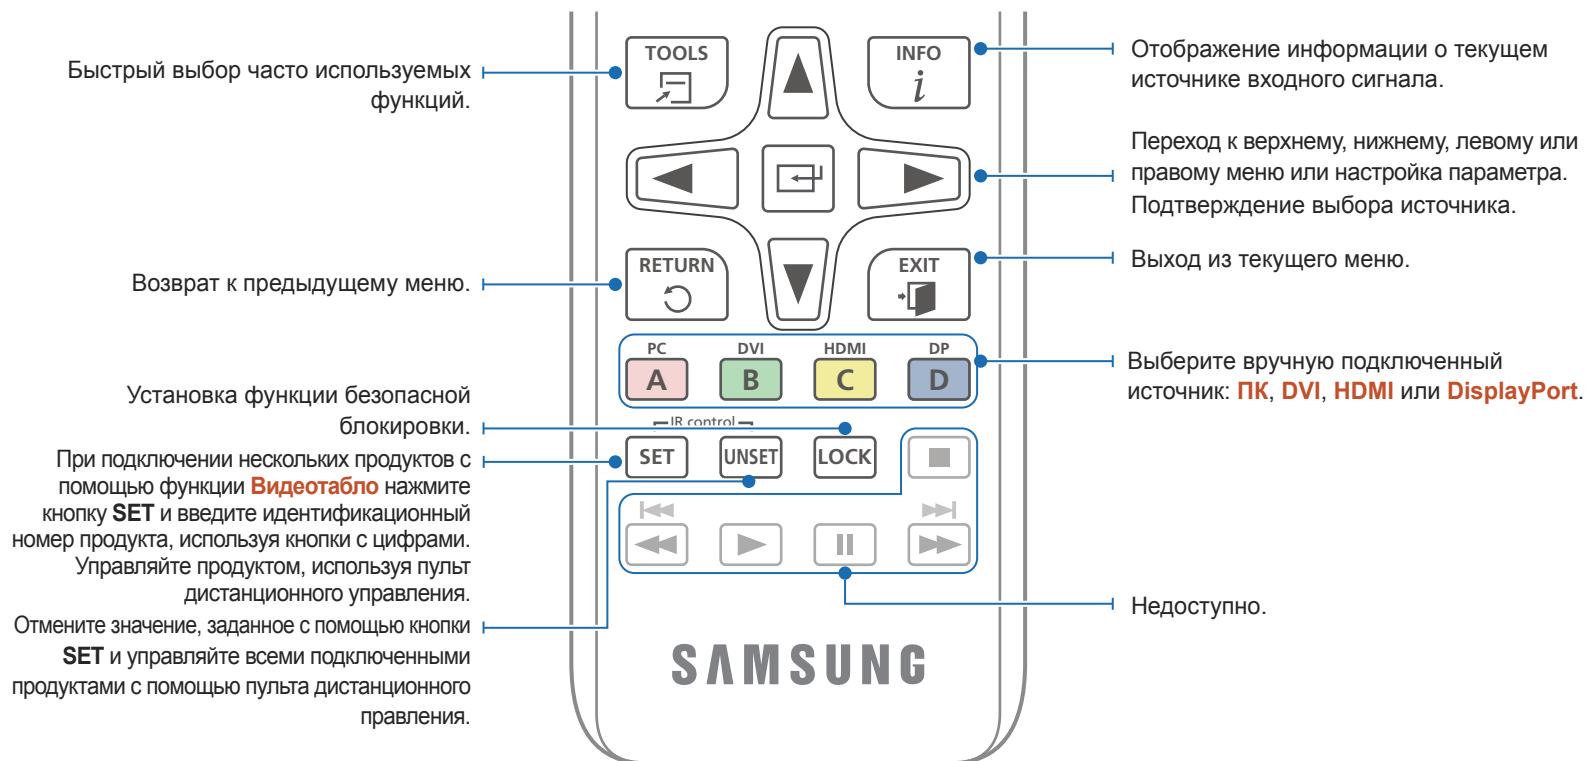 Быстрый выбор часто используемых
функций.
Возврат к предыдущему меню.
Установка функции безопасной
блокировки.
При подключении нескольких продуктов с
помощью функции Видеотабло нажмите
кнопку SET и введите идентификационный
номер продукта, используя кнопки с цифрами.
Управляйте продуктом, используя пульт
дистанционного управления.
Отмените значение, заданное с помощью кнопки
SET и управляйте всеми подключенными
продуктами с помощью пульта дистанционного
правления.
TOOLS
INFO
i
RETURN
EXIT
PC
DVI
HDMI
DP
A
B
C
D
IR control
SET
UNSET
LOCK
SAMSUNG
Отображение информации о текущем
источнике входного сигнала.
Переход к верхнему, нижнему, левому или
правому меню или настройка параметра.
Подтверждение выбора источника.
Выход из текущего меню.
Выберите вручную подключенный
источник: ПК, DVI, HDMI или DisplayPort.
Недоступно.